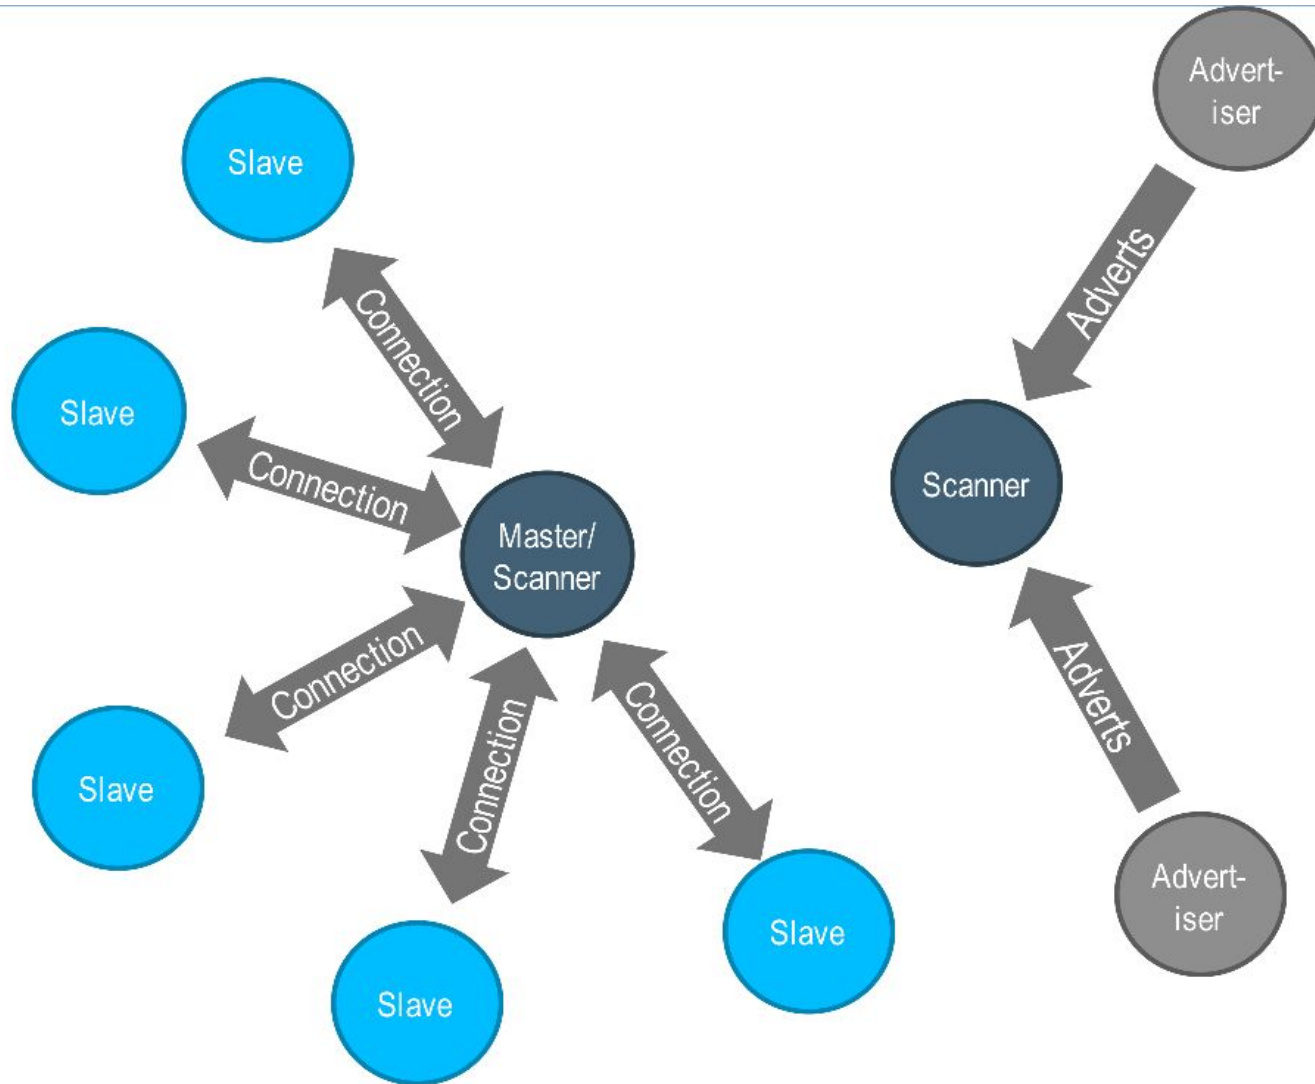 Advert-
iser
Slave
Adverts
Connection
Slave
Connection
Scanner
Master/
Scanner
Connection
Adverts
Connection
Connection
Slave
Advert-
iser
Slave
Slave